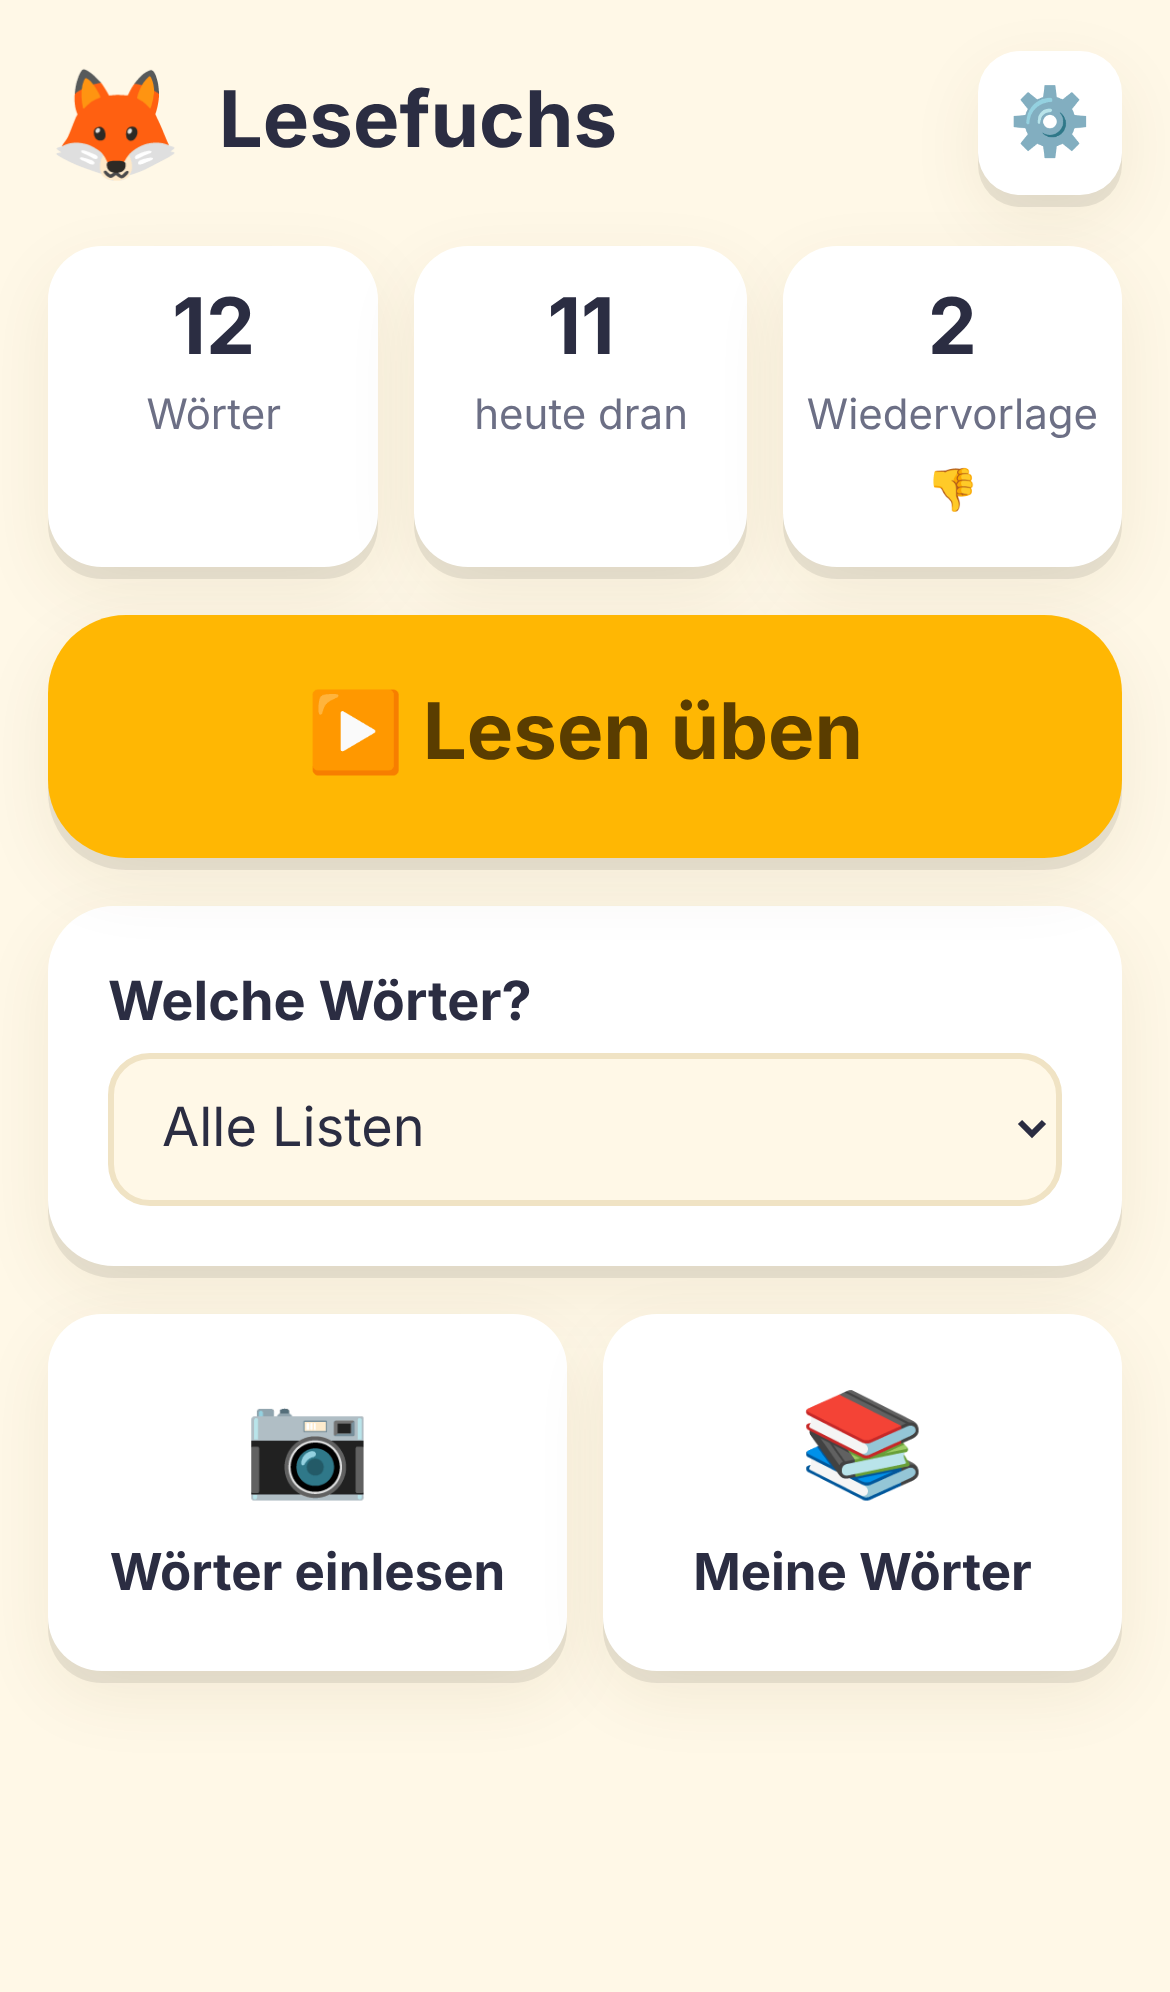 Lesefuchs
12
Wörter
11
heute dran
2
Wiedervorlage
Lesen üben
Welche Wörter?
Alle Listen
Wörter einlesen
Meine Wörter